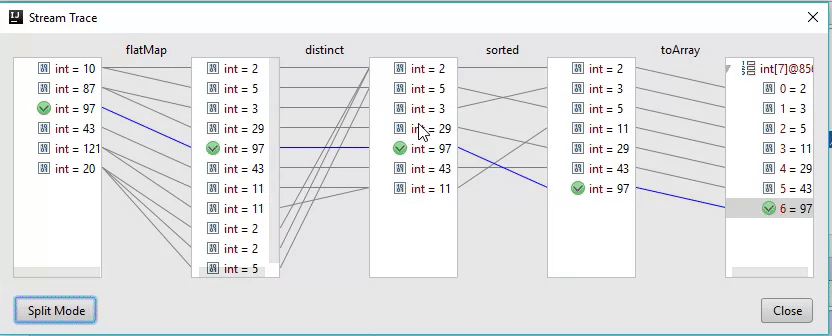 Stream Trace
flatMap distinct sorted toArray
int = 10
int = 87
int = 97
int = 43
int = 121
int = 20
int = 2
int = 5
int = 3
int = 29
int = 97
int = 43
int = 11
int = 11
int = 2
int = 2
int = 5
int = 2
int = 5
int = 3
int = 29
int = 97
int = 43
int = 11
int = 2
int = 3
int = 5
int = 11
int = 29
int = 43
int = 97
int[7]@85
0 = 2
1 = 3
2 = 5
3 = 11
4 = 29
5 = 43
6 = 97
Split Mode
Close